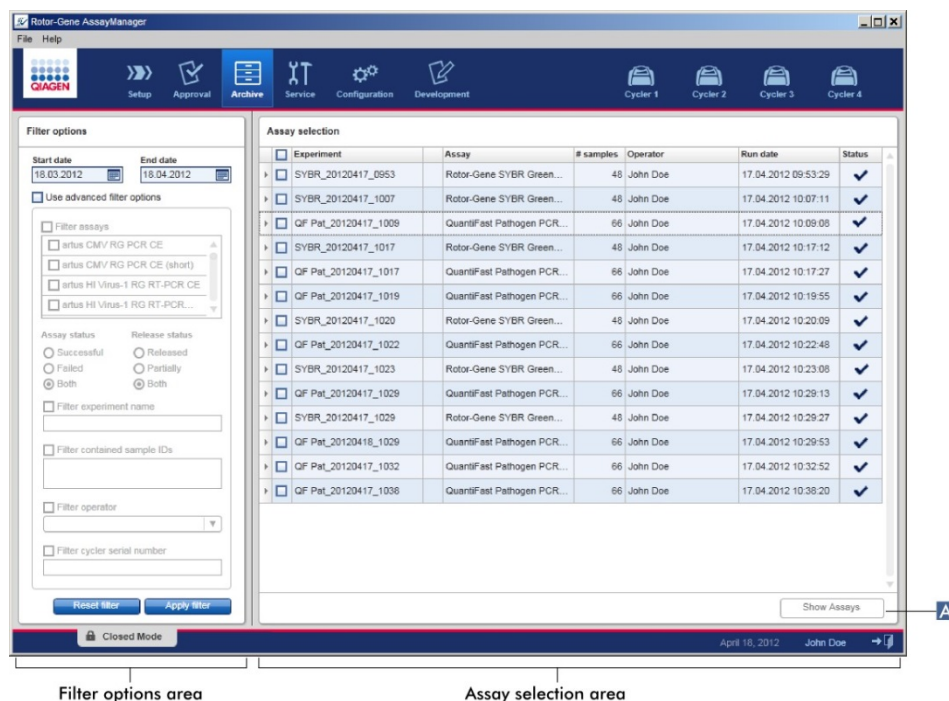 Rotor-Gene AssayManager
File Help
QIAGEN
Setup Approval Archive Service Configuration Development Cycler 1 Cycler 2 Cycler 3 Cycler 4
Filter options
Start date End date
18.03.2012 18.04.2012
Use advanced filter options
Filter assays
artus CMV RG PCR CE
artus CMV RG PCR CE (short)
artus HI Virus-1 RG RT-PCR CE
artus HI Virus-1 RG RT-PCR...
Assay status Release status
Successful Released
Failed Partially
Both Both
Filter experiment name
Filter contained sample IDs
Filter operator
Filter cycler serial number
Reset filter Apply filter
Assay selection
Experiment Assay # samples Operator Run date Status
SYBR_20120417_0953 Rotor-Gene SYBR Green... 48 John Doe 17.04.2012 09:53:29
SYBR_20120417_1007 Rotor-Gene SYBR Green... 48 John Doe 17.04.2012 10:07:11
QF Pat_20120417_1009 QuantiFast Pathogen PCR... 66 John Doe 17.04.2012 10:09:08
SYBR_20120417_1017 Rotor-Gene SYBR Green... 48 John Doe 17.04.2012 10:17:12
QF Pat_20120417_1017 QuantiFast Pathogen PCR... 66 John Doe 17.04.2012 10:17:27
QF Pat_20120417_1019 QuantiFast Pathogen PCR... 66 John Doe 17.04.2012 10:19:55
SYBR_20120417_1020 Rotor-Gene SYBR Green... 48 John Doe 17.04.2012 10:20:09
QF Pat_20120417_1022 QuantiFast Pathogen PCR... 66 John Doe 17.04.2012 10:22:48
SYBR_20120417_1023 Rotor-Gene SYBR Green... 48 John Doe 17.04.2012 10:23:08
QF Pat_20120417_1029 QuantiFast Pathogen PCR... 66 John Doe 17.04.2012 10:29:13
SYBR_20120417_1029 Rotor-Gene SYBR Green... 48 John Doe 17.04.2012 10:29:27
QF Pat_20120418_1029 QuantiFast Pathogen PCR... 66 John Doe 17.04.2012 10:29:53
QF Pat_20120417_1032 QuantiFast Pathogen PCR... 66 John Doe 17.04.2012 10:32:52
QF Pat_20120417_1038 QuantiFast Pathogen PCR... 66 John Doe 17.04.2012 10:38:20
Show Assays
A
Closed Mode
April 18, 2012 John Doe
Filter options area Assay selection area